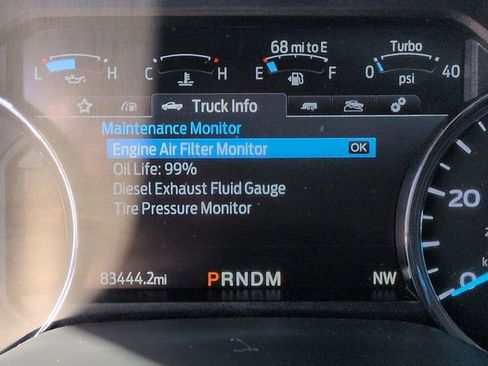 68 mi to E
Turbo
L H C H E F 0 40
psi
Truck Info
Maintenance Monitor
Engine Air Filter Monitor OK
Oil Life: 99%
Diesel Exhaust Fluid Gauge
Tire Pressure Monitor
20
83444.2mi PRNDM NW
0